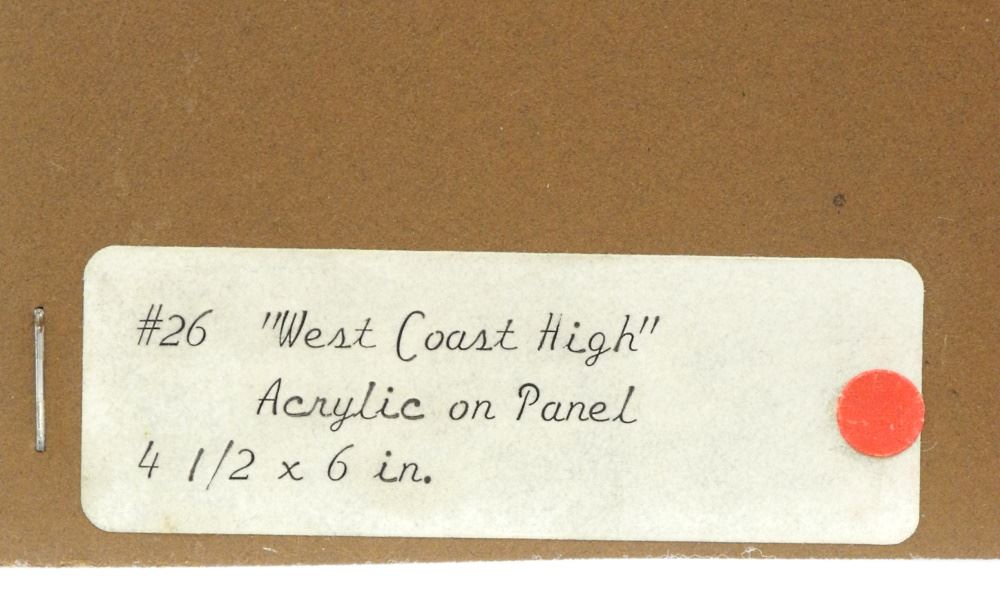 #26 "West Coast High"
Acrylic on Panel
4 1/2 x 6 in.